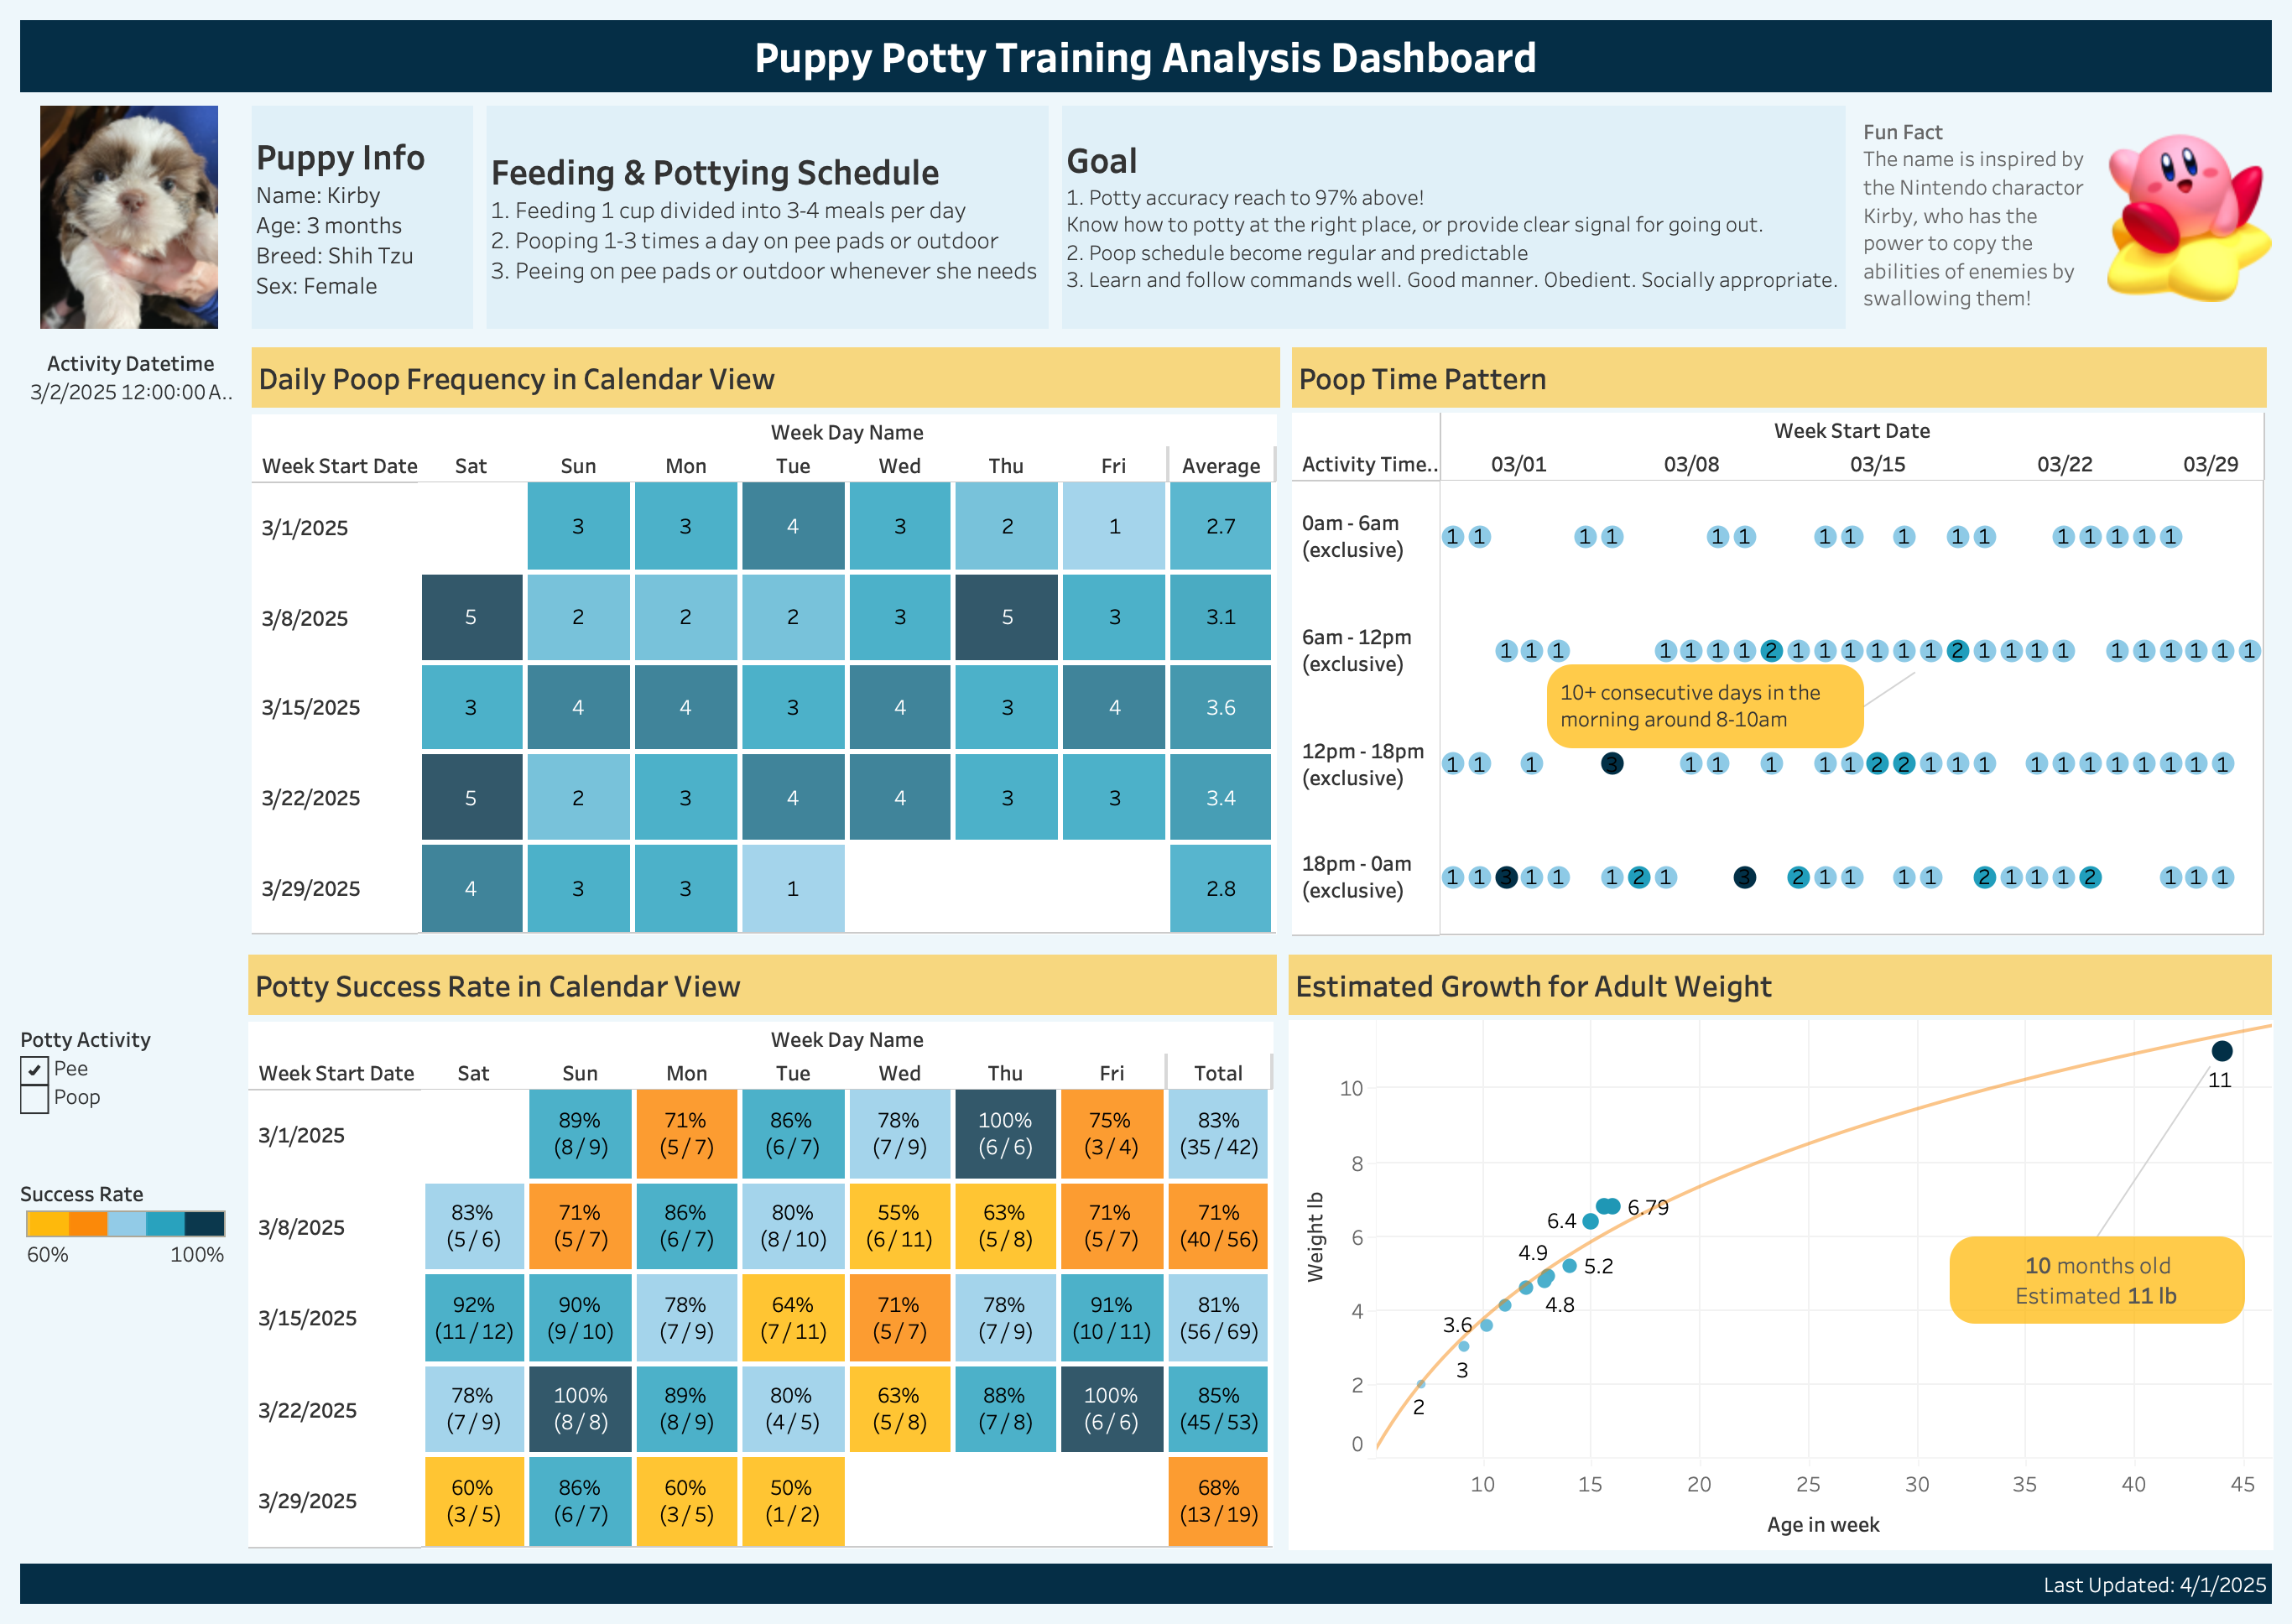 Puppy Potty Training Analysis Dashboard
Puppy Info
Name: Kirby
Age: 3 months
Breed: Shih Tzu
Sex: Female
Feeding & Pottying Schedule
1. Feeding 1 cup divided into 3-4 meals per day
2. Pooping 1-3 times a day on pee pads or outdoor
3. Peeing on pee pads or outdoor whenever she needs
Goal
1. Potty accuracy reach to 97% above!
Know how to potty at the right place, or provide clear signal for going out.
2. Poop schedule become regular and predictable
3. Learn and follow commands well. Good manner. Obedient. Socially appropriate.
Fun Fact
The name is inspired by
the Nintendo charactor
Kirby, who has the
power to copy the
abilities of enemies by
swallowing them!
Activity Datetime
3/2/2025 12:00:00 A..
Daily Poop Frequency in Calendar View
Week Day Name
Week Start Date Sat Sun Mon Tue Wed Thu Fri Average
3/1/2025 3 3 4 3 2 1 2.7
3/8/2025 5 2 2 2 3 5 3 3.1
3/15/2025 3 4 4 3 4 3 4 3.6
3/22/2025 5 2 3 4 4 3 3 3.4
3/29/2025 4 3 3 1 2.8
Poop Time Pattern
Week Start Date
Activity Time.. 03/01 03/08 03/15 03/22 03/29
0am - 6am
(exclusive)
1 1 1 1 1 1 1 1 1 1 1 1 1 1 1 1
6am - 12pm
(exclusive)
1 1 1 1 1 1 1 2 1 1 1 1 1 1 2 1 1 1 1 1 1 1 1 1 1
10+ consecutive days in the
morning around 8-10am
12pm - 18pm
(exclusive)
1 1 1 3 1 1 1 1 1 2 2 1 1 1 1 1 1 1 1 1 1 1
18pm - 0am
(exclusive)
1 1 3 1 1 1 2 1 3 2 1 1 1 1 2 1 1 1 2 1 1 1
Potty Success Rate in Calendar View
Week Day Name
Week Start Date Sat Sun Mon Tue Wed Thu Fri Total
3/1/2025
89% 71% 86% 78% 100% 75% 83%
(8 / 9) (5 / 7) (6 / 7) (7 / 9) (6 / 6) (3 / 4) (35 / 42)
3/8/2025
83% 71% 86% 80% 55% 63% 71% 71%
(5 / 6) (5 / 7) (6 / 7) (8 / 10) (6 / 11) (5 / 8) (5 / 7) (40 / 56)
3/15/2025
92% 90% 78% 64% 71% 78% 91% 81%
(11 / 12) (9 / 10) (7 / 9) (7 / 11) (5 / 7) (7 / 9) (10 / 11) (56 / 69)
3/22/2025
78% 100% 89% 80% 63% 88% 100% 85%
(7 / 9) (8 / 8) (8 / 9) (4 / 5) (5 / 8) (7 / 8) (6 / 6) (45 / 53)
3/29/2025
60% 86% 60% 50% 68%
(3 / 5) (6 / 7) (3 / 5) (1 / 2) (13 / 19)
Potty Activity
Pee
Poop
Success Rate
60% 100%
Estimated Growth for Adult Weight
Weight lb
10
8
6
4
2
0
2
3
3.6
4.8
4.9
5.2
6.4
6.79
11
10 months old
Estimated 11 lb
10 15 20 25 30 35 40 45
Age in week
Last Updated: 4/1/2025